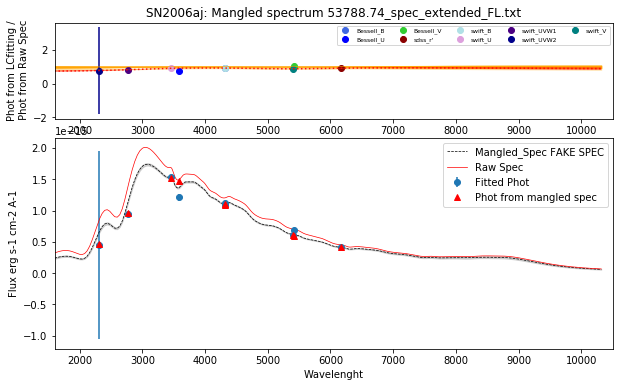 SN2006aj: Mangled spectrum 53788.74_spec_extended_FL.txt
Phot from LCfitting /
Phot from Raw Spec
2
0
−2
Bessell_B
Bessell_U
Bessell_V
sdss_r'
swift_B
swift_U
swift_UVW1
swift_UVW2
swift_V
2000 3000 4000 5000 6000 7000 8000 9000 10000
1e−15
Flux erg s-1 cm-2 A-1
2.0
1.5
1.0
0.5
0.0
−0.5
−1.0
Mangled_Spec FAKE SPEC
Raw Spec
Fitted Phot
Phot from mangled spec
2000 3000 4000 5000 6000 7000 8000 9000 10000
Wavelenght